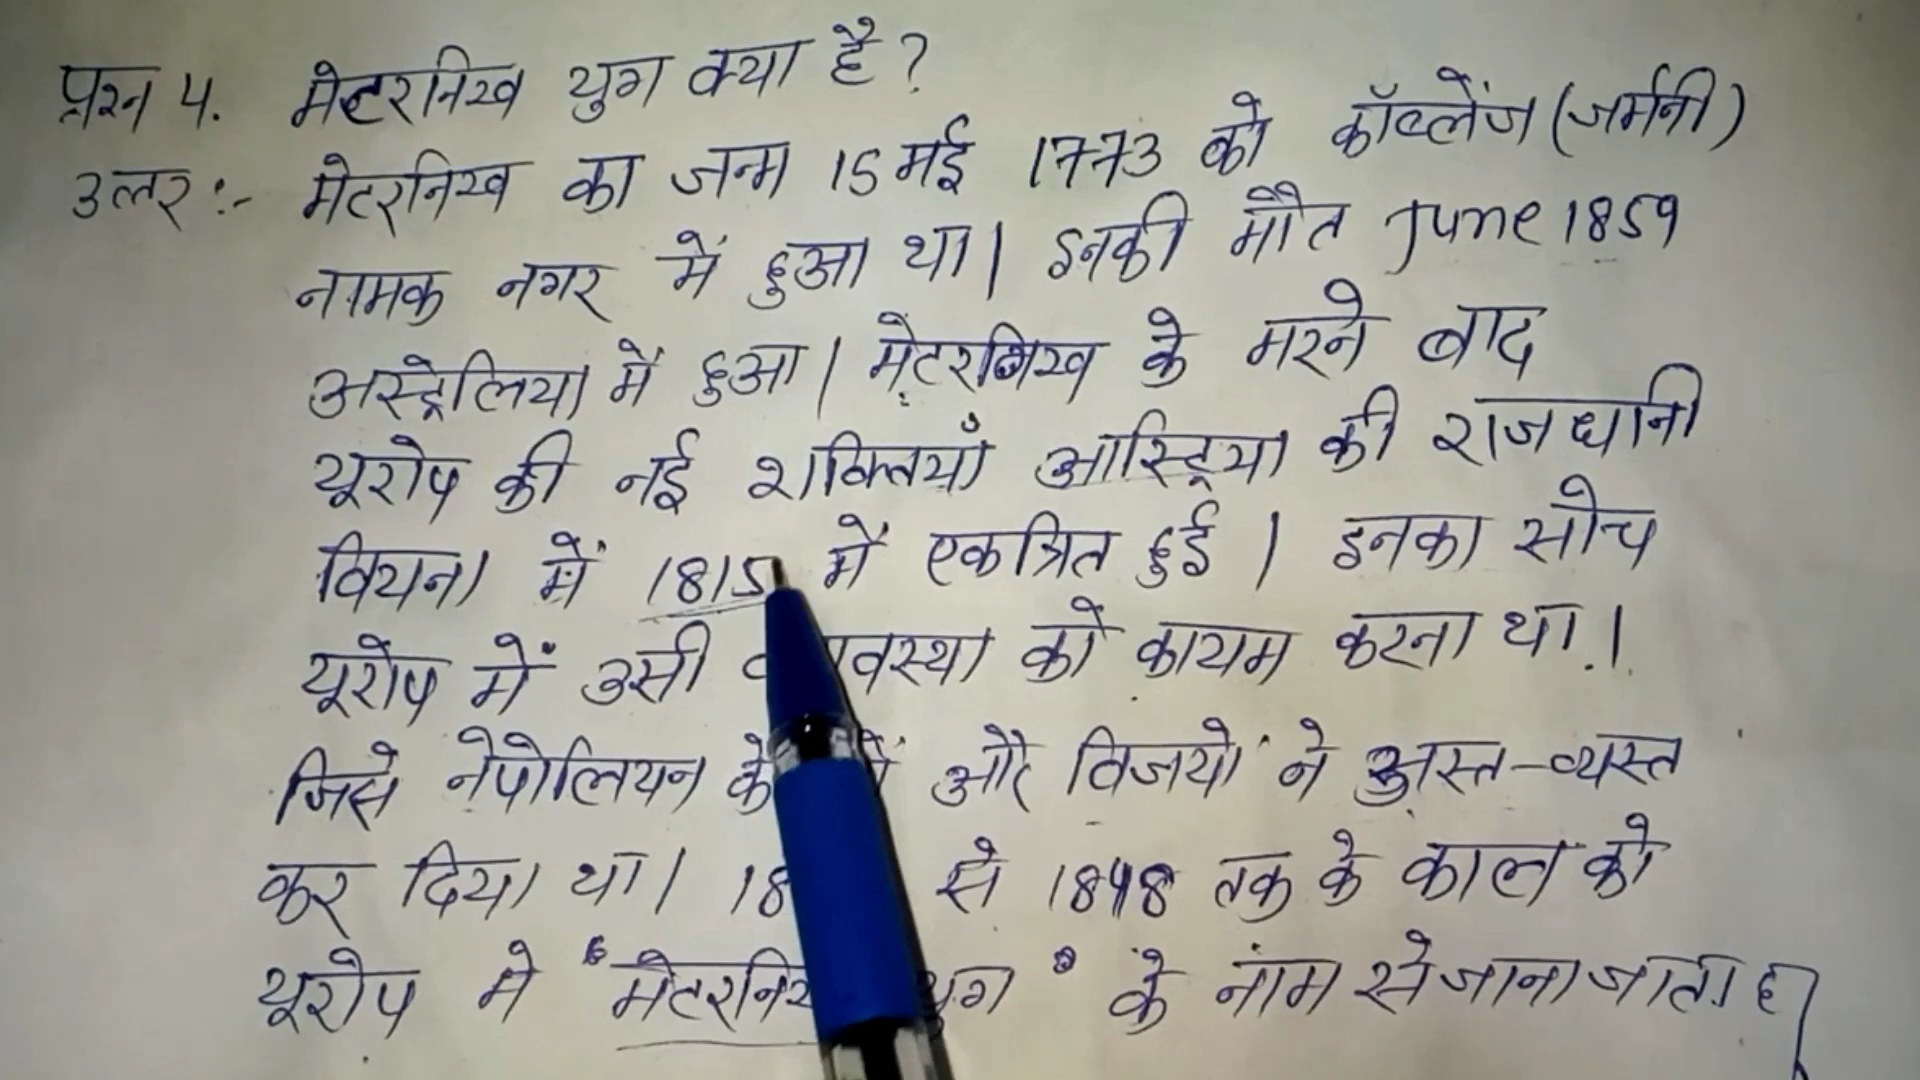 प्रश्न 4. मेटरनिख युग क्या है?
उत्तर :- मेटरनिख का जन्म 15 मई 1773 को कॉब्लेंज (जर्मनी)
नामक नगर में हुआ था। इनकी मौत June 1859
अस्ट्रेलिया में हुआ। मेटरनिख के मरने बाद
यूरोप की नई शक्तियाँ आस्ट्रिया की राजधानी
वियना में 1815 में एकत्रित हुई। इनका सोच
यूरोप में उसी को कायम करना था।
जिसे नेपोलियन के और विजयों ने अस्त-व्यस्त
कर दिया था। से 1848 तक के काल को
यूरोप मे "मेटरनिख युग" के नाम से जाना जाता है